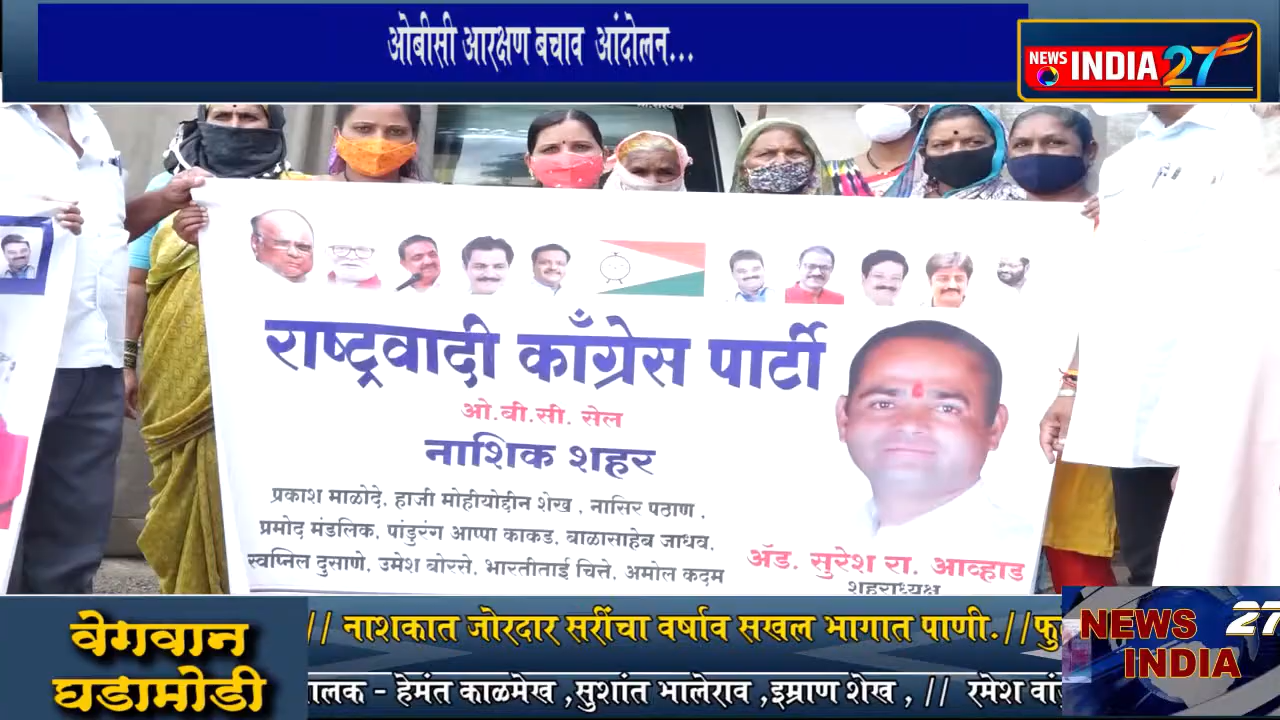 ओबीसी आरक्षण बचाव आंदोलन...
NEWS INDIA 27
राष्ट्रवादी काँग्रेस पार्टी
ओ.बी.सी. सेल
नाशिक शहर
प्रकाश माळोदे, हाजी मोहीयोद्दीन शेख , नासिर पठाण ,
प्रमोद मंडलिक, पांडुरंग आप्पा काकड, बाळासाहेब जाधव,
स्वप्निल दुसाणे, उमेश बोरसे, भारतीताई चित्ते, अमोल कदम
ॲड. सुरेश रा. आव्हाड
शहराध्यक्ष
वेगवान
घडामोडी
// नाशकात जोरदार सरींचा वर्षाव सखल भागात पाणी.//
- हेमंत काळमेख ,सुशांत भालेराव ,इम्राण शेख , // रमेश
NEWS 27
INDIA